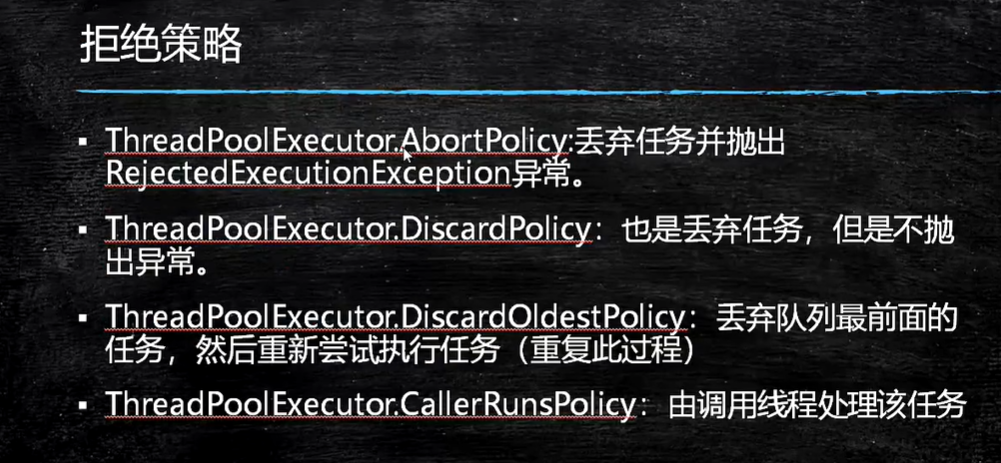 拒绝策略
▪ ThreadPoolExecutor.AbortPolicy:丢弃任务并抛出
RejectedExecutionException异常。
▪ ThreadPoolExecutor.DiscardPolicy：也是丢弃任务，但是不抛
出异常。
▪ ThreadPoolExecutor.DiscardOldestPolicy：丢弃队列最前面的
任务，然后重新尝试执行任务（重复此过程）
▪ ThreadPoolExecutor.CallerRunsPolicy：由调用线程处理该任务